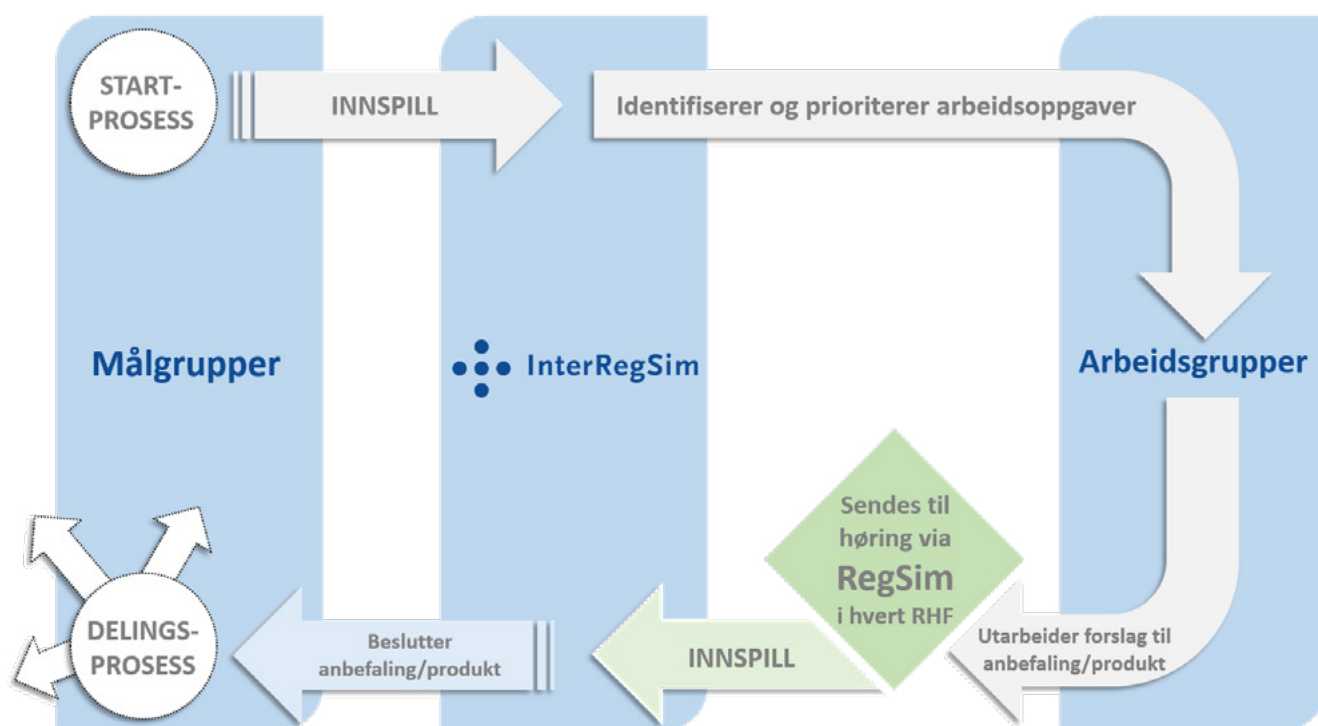 START-
PROSESS
INNSPILL
Identifiserer og prioriterer arbeidsoppgaver
Målgrupper
InterRegSim
Arbeidsgrupper
Sendes til
høring via
RegSim
i hvert RHF
Utarbeider forslag til
anbefaling/produkt
INNSPILL
Beslutter
anbefaling/produkt
DELINGS-
PROSESS